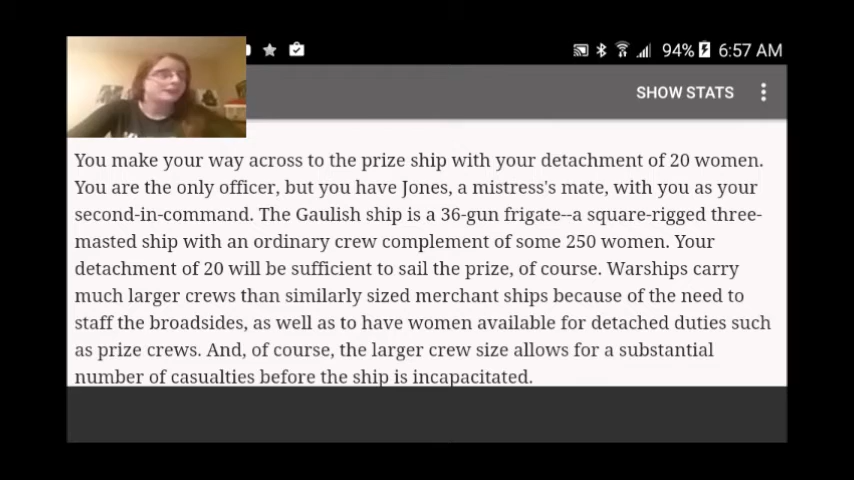 94% 6:57 AM
SHOW STATS
You make your way across to the prize ship with your detachment of 20 women.
You are the only officer, but you have Jones, a mistress's mate, with you as your
second-in-command. The Gaulish ship is a 36-gun frigate--a square-rigged three-
masted ship with an ordinary crew complement of some 250 women. Your
detachment of 20 will be sufficient to sail the prize, of course. Warships carry
much larger crews than similarly sized merchant ships because of the need to
staff the broadsides, as well as to have women available for detached duties such
as prize crews. And, of course, the larger crew size allows for a substantial
number of casualties before the ship is incapacitated.